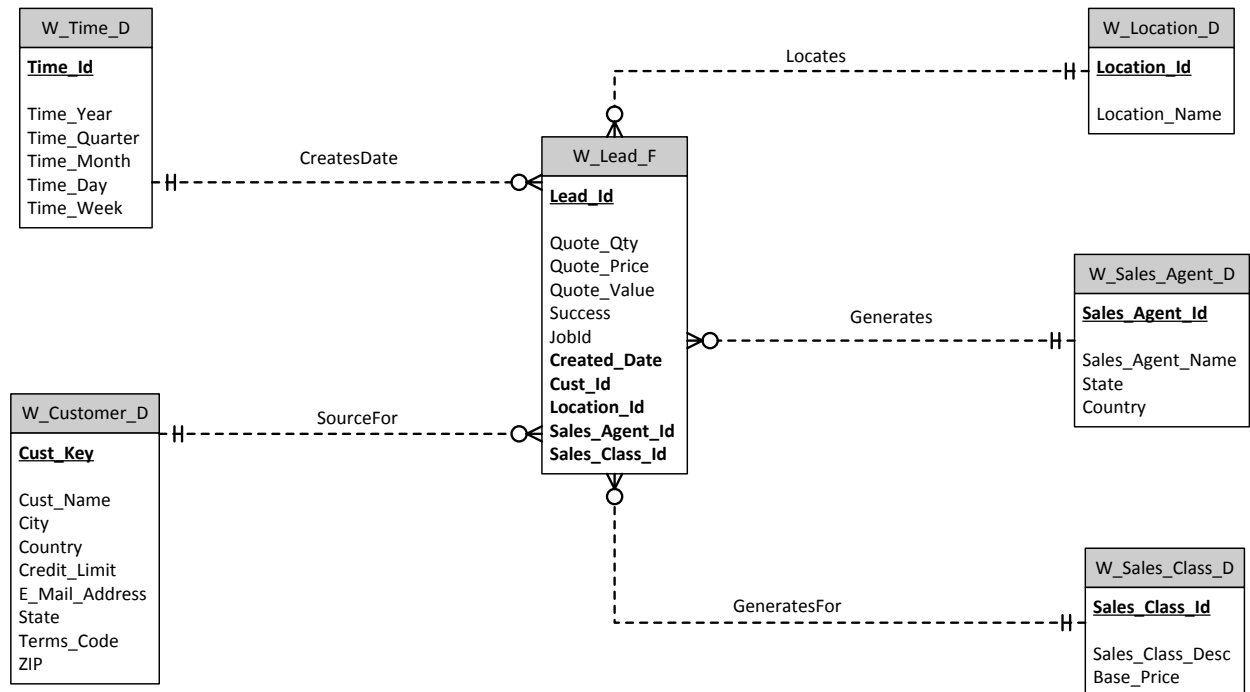 W_Time_D
Time_Id
Time_Year
Time_Quarter
Time_Month
Time_Day
Time_Week
W_Location_D
Location_Id
Location_Name
Locates
CreatesDate
W_Lead_F
Lead_Id
Quote_Qty
Quote_Price
Quote_Value
Success
JobId
Created_Date
Cust_Id
Location_Id
Sales_Agent_Id
Sales_Class_Id
W_Sales_Agent_D
Sales_Agent_Id
Sales_Agent_Name
State
Country
Generates
W_Customer_D
Cust_Key
Cust_Name
City
Country
Credit_Limit
E_Mail_Address
State
Terms_Code
ZIP
SourceFor
GeneratesFor
W_Sales_Class_D
Sales_Class_Id
Sales_Class_Desc
Base_Price